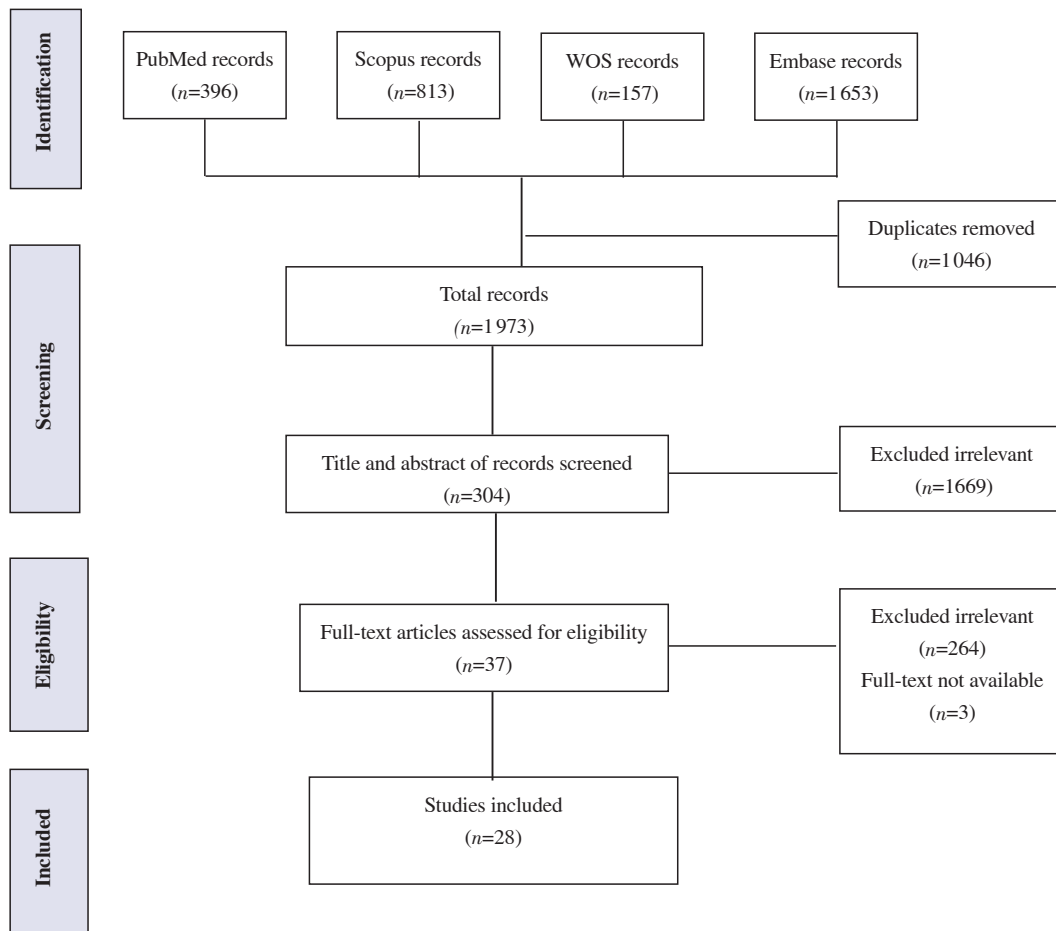 Identification
PubMed records
(n=396)
Scopus records
(n=813)
WOS records
(n=157)
Embase records
(n=1653)
Duplicates removed
(n=1046)
Screening
Total records
(n=1973)
Title and abstract of records screened
(n=304)
Excluded irrelevant
(n=1669)
Eligibility
Full-text articles assessed for eligibility
(n=37)
Excluded irrelevant
(n=264)
Full-text not available
(n=3)
Included
Studies included
(n=28)